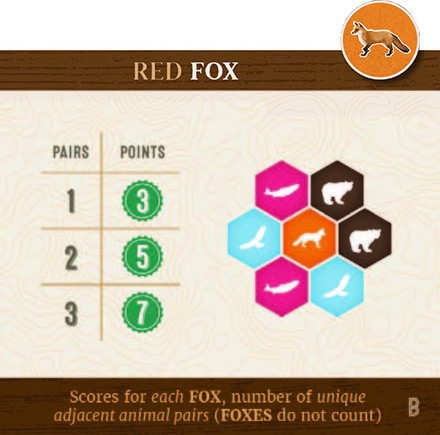 RED FOX
PAIRS POINTS
1 3
2 5
3 7
Scores for each FOX, number of unique
adjacent animal pairs (FOXES do not count)
B